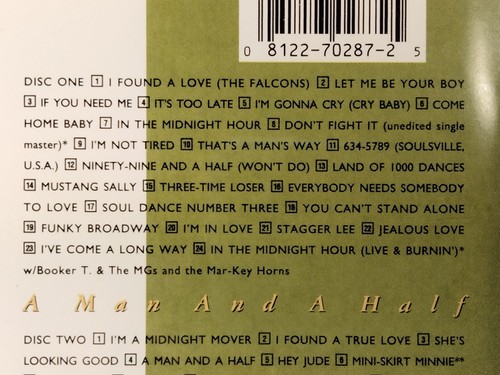 0 8122-70287-2 5
DISC ONE 1 I FOUND A LOVE (THE FALCONS) 2 LET ME BE YOUR BOY
3 IF YOU NEED ME 4 IT'S TOO LATE 5 I'M GONNA CRY (CRY BABY) 6 COME
HOME BABY 7 IN THE MIDNIGHT HOUR 8 DON'T FIGHT IT (unedited single
master)* 9 I'M NOT TIRED 10 THAT'S A MAN'S WAY 11 634-5789 (SOULSVILLE,
U.S.A.) 12 NINETY-NINE AND A HALF (WON'T DO) 13 LAND OF 1000 DANCES
14 MUSTANG SALLY 15 THREE-TIME LOSER 16 EVERYBODY NEEDS SOMEBODY
TO LOVE 17 SOUL DANCE NUMBER THREE 18 YOU CAN'T STAND ALONE
19 FUNKY BROADWAY 20 I'M IN LOVE 21 STAGGER LEE 22 JEALOUS LOVE
23 I'VE COME A LONG WAY 24 IN THE MIDNIGHT HOUR (LIVE & BURNIN')*
w/Booker T. & The MGs and the Mar-Key Horns
A Man And A Half
DISC TWO 1 I'M A MIDNIGHT MOVER 2 I FOUND A TRUE LOVE 3 SHE'S
LOOKING GOOD 4 A MAN AND A HALF 5 HEY JUDE 6 MINI-SKIRT MINNIE**